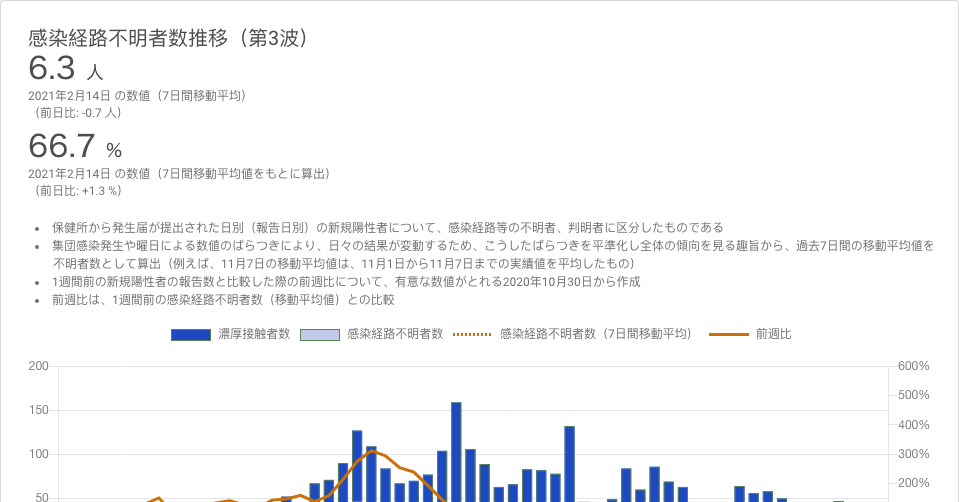 感染経路不明者数推移（第3波）
6.3 人
2021年2月14日 の数値（7日間移動平均）
（前日比: -0.7 人）
66.7 %
2021年2月14日 の数値（7日間移動平均値をもとに算出）
（前日比: +1.3 %）
• 保健所から発生届が提出された日別（報告日別）の新規陽性者について、感染経路等の不明者、判明者に区分したものである
• 集団感染発生や曜日による数値のばらつきにより、日々の結果が変動するため、こうしたばらつきを平準化し全体の傾向を見る趣旨から、過去7日間の移動平均値を
不明者数として算出（例えば、11月7日の移動平均値は、11月1日から11月7日までの実績値を平均したもの）
• 1週間前の新規陽性者の報告数と比較した際の前週比について、有意な数値がとれる2020年10月30日から作成
• 前週比は、1週間前の感染経路不明者数（移動平均値）との比較
濃厚接触者数 感染経路不明者数 感染経路不明者数（7日間移動平均） 前週比
200 600%
500%
150
400%
100 300%
200%
50